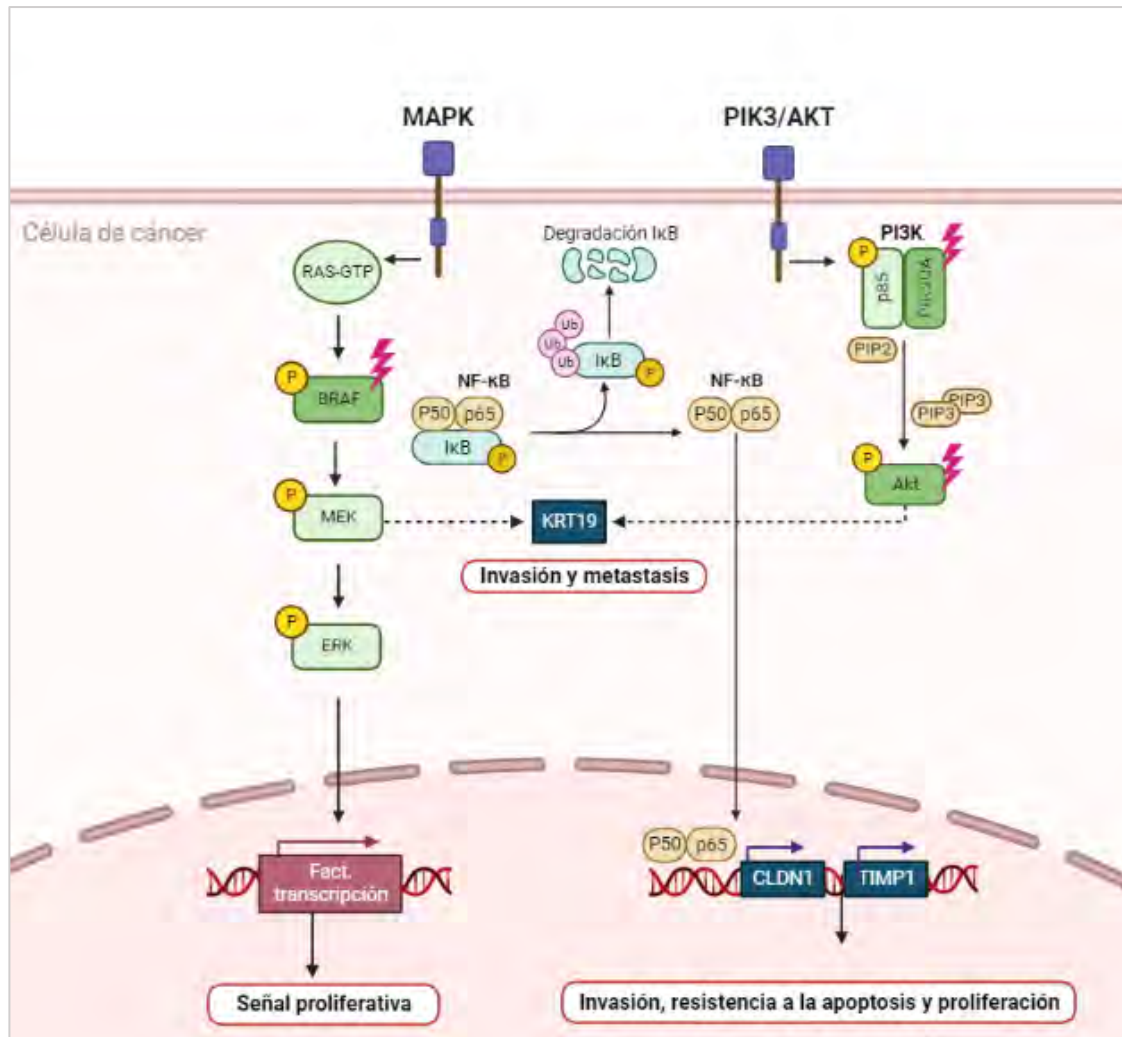 MAPK
PIK3/AKT
Célula de cáncer
RAS-GTP
Degradación IκB
PI3K
P
p85
PIK3CA
Ub
Ub
Ub
IκB
P
PIP2
P
BRAF
NF-κB
P50
p65
IκB
P
NF-κB
P50
p65
PIP3
PIP3
P
Akt
P
MEK
KRT19
Invasión y metastasis
P
ERK
P50
p65
CLDN1
TIMP1
Fact.
transcripción
Señal proliferativa
Invasión, resistencia a la apoptosis y proliferación